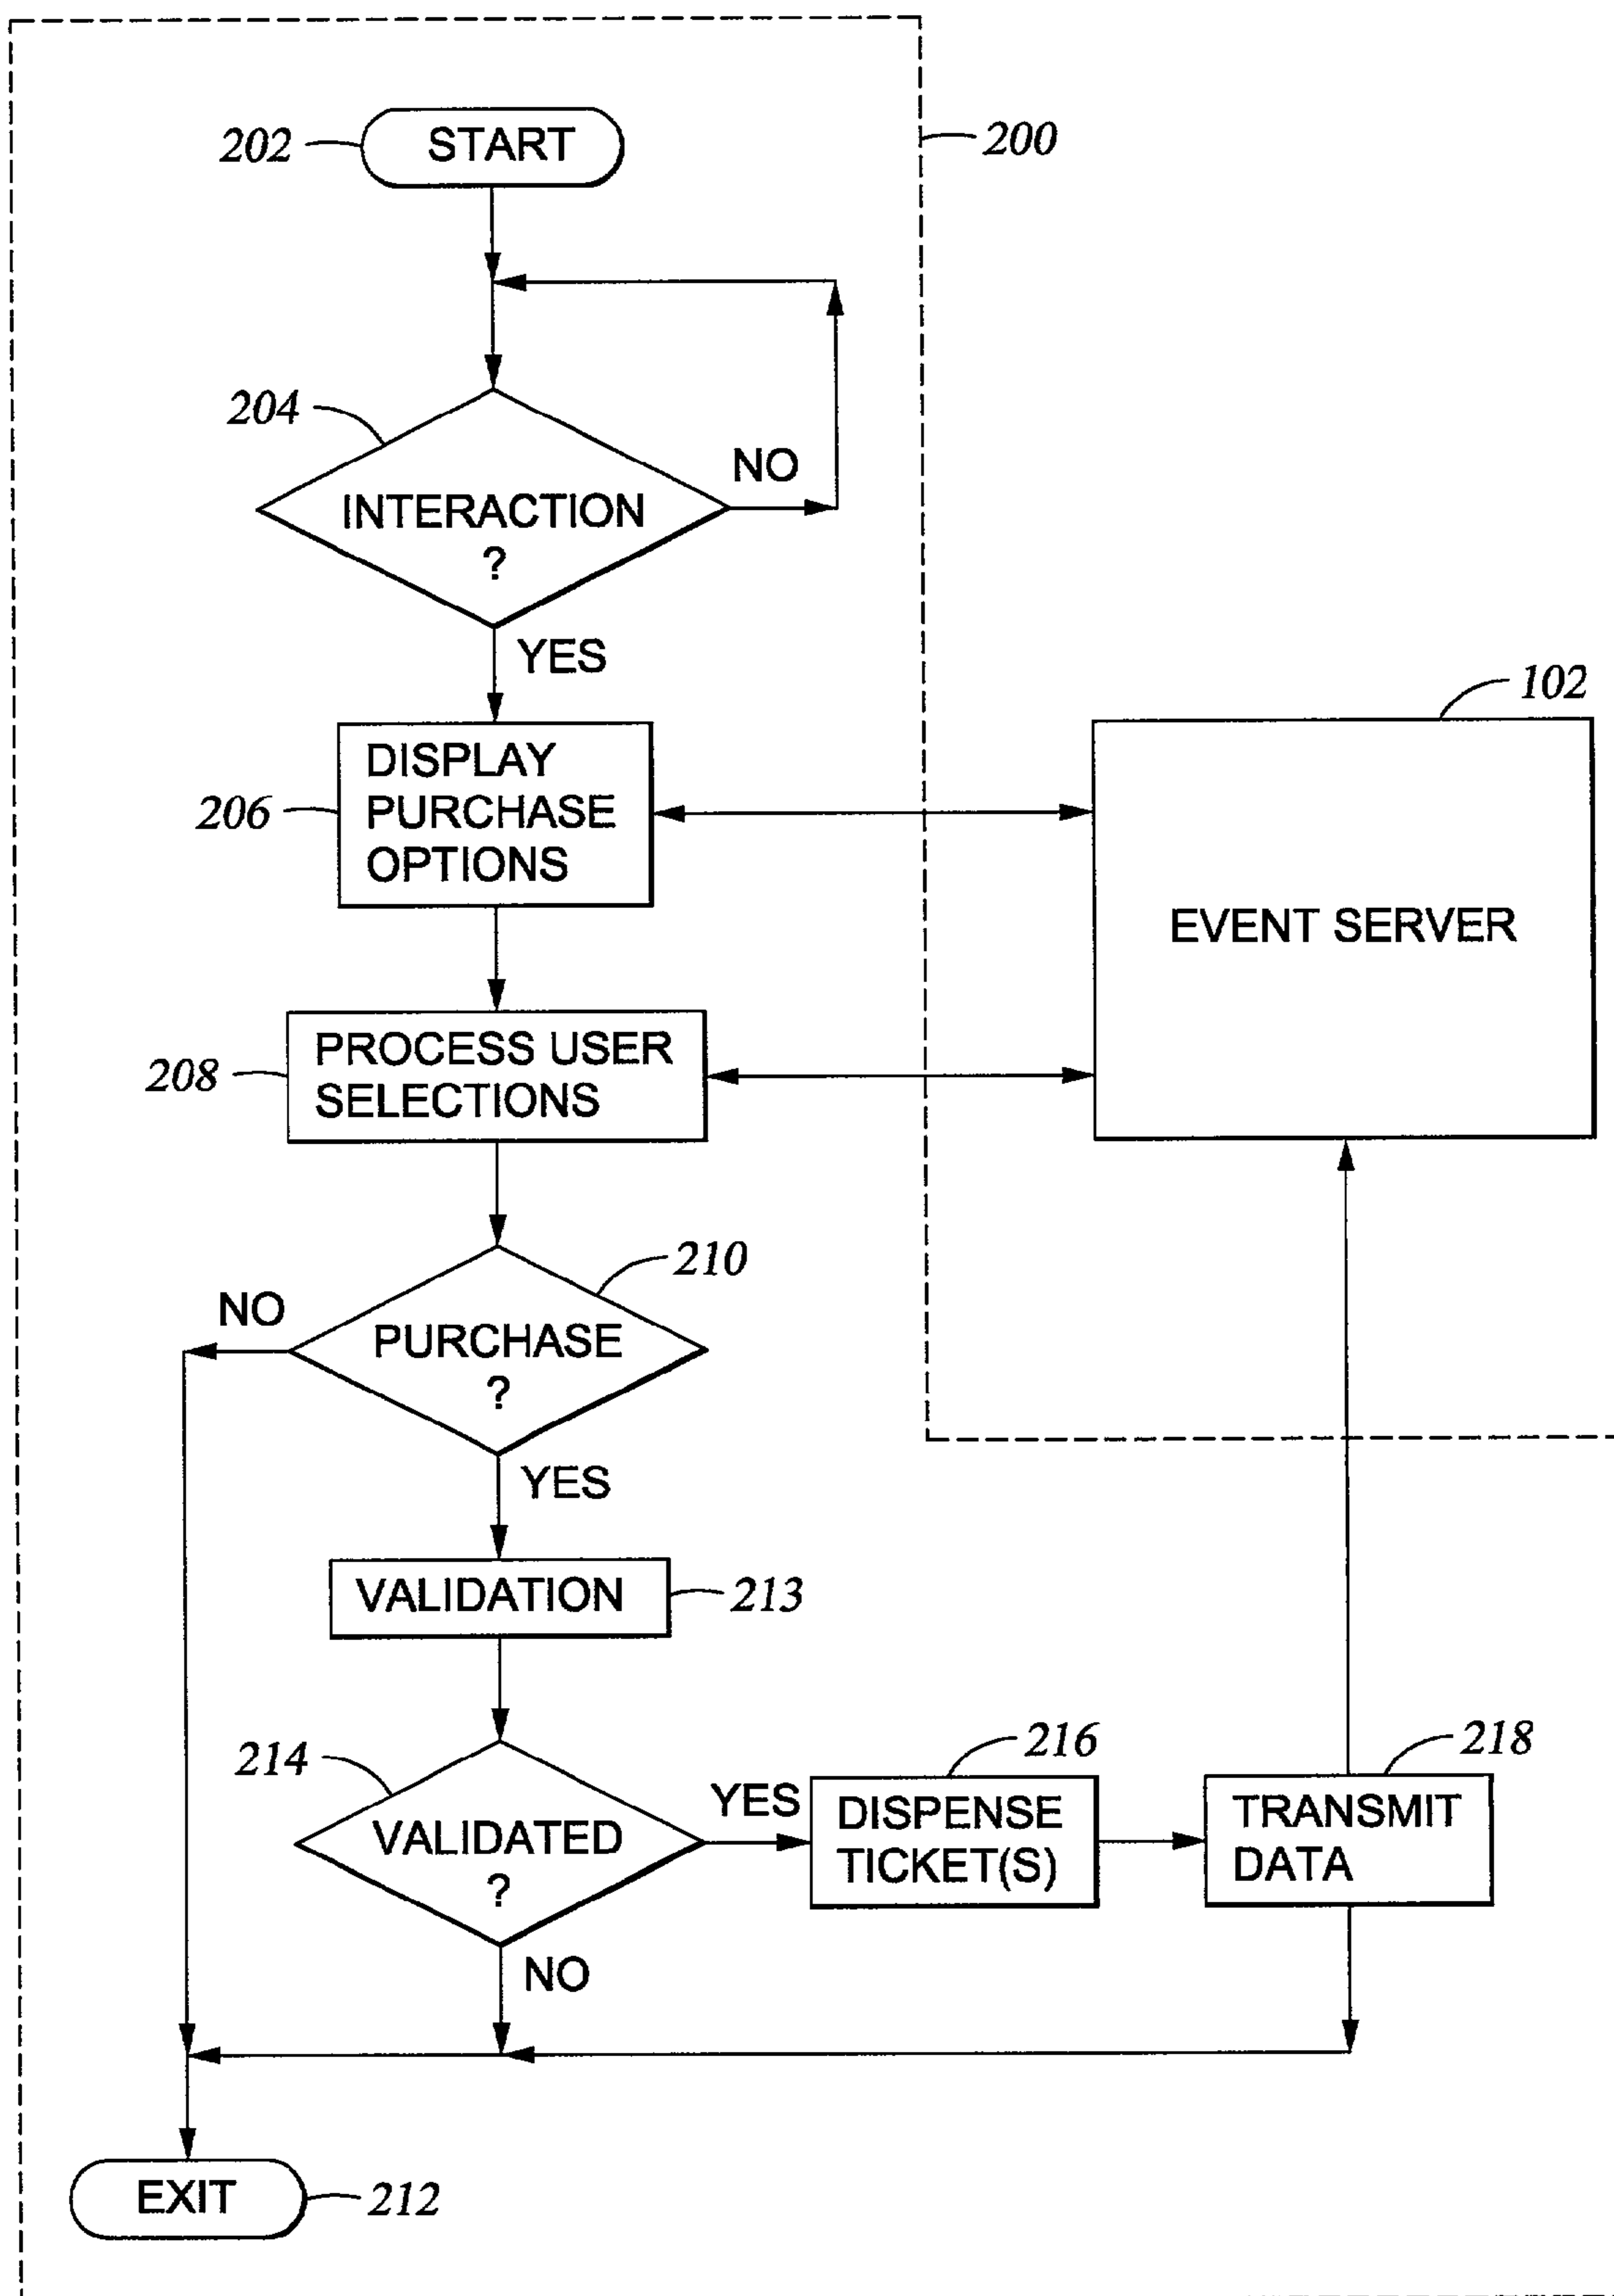 202
START
200
204
INTERACTION
?
NO
YES
102
206
DISPLAY
PURCHASE
OPTIONS
EVENT SERVER
208
PROCESS USER
SELECTIONS
210
NO
PURCHASE
?
YES
VALIDATION
213
214
VALIDATED
?
YES
NO
216
DISPENSE
TICKET(S)
218
TRANSMIT
DATA
EXIT
212